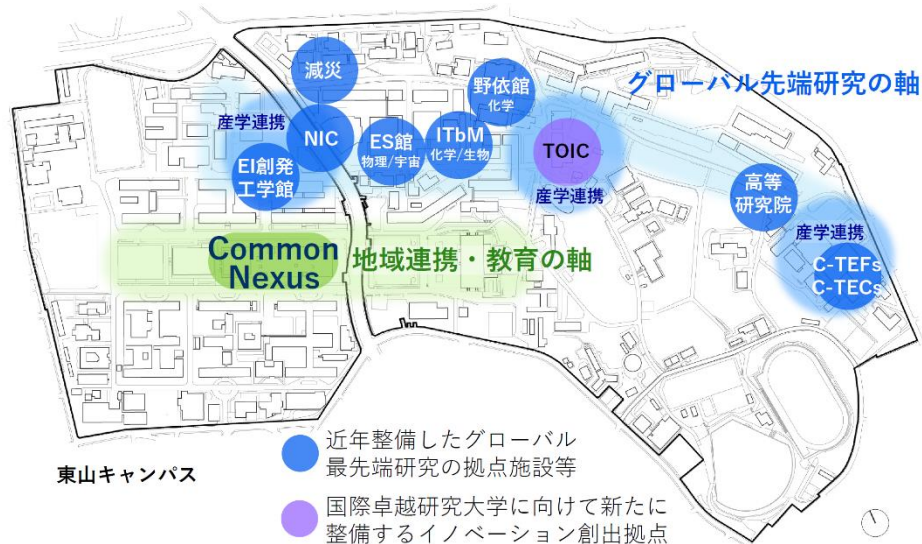 減災
野依館
化学
グローバル先端研究の軸
産学連携
NIC
ES館
物理/宇宙
ITbM
化学/生物
TOIC
EI創発
工学館
産学連携
高等
研究院
産学連携
C-TEFs
C-TECs
Common
Nexus
地域連携・教育の軸
近年整備したグローバル
最先端研究の拠点施設等
東山キャンパス
国際卓越研究大学に向けて新たに
整備するイノベーション創出拠点